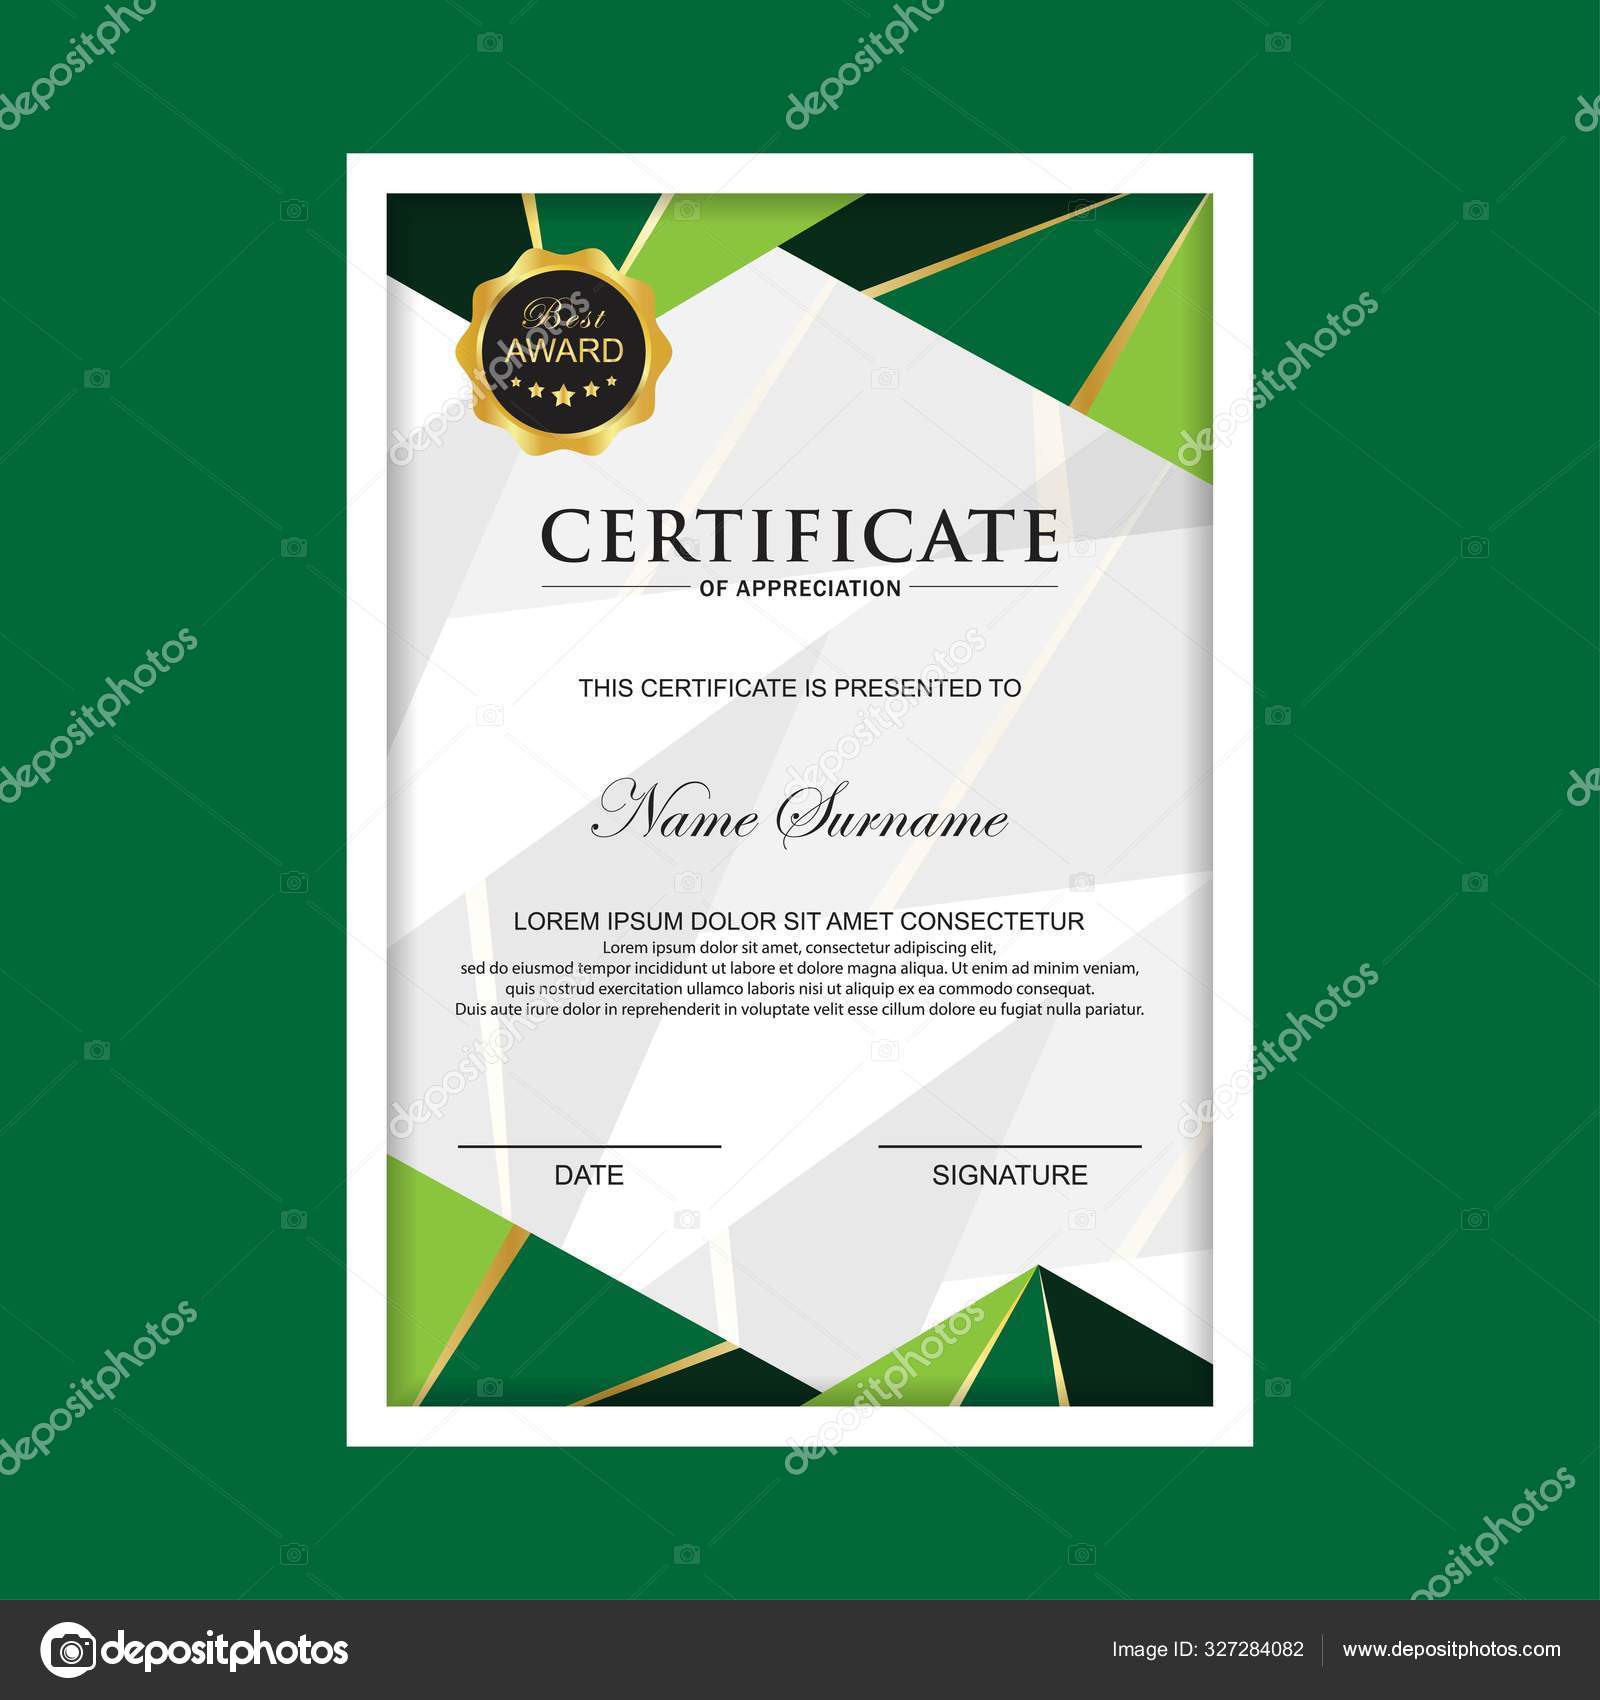 Best
AWARD
CERTIFICATE
OF APPRECIATION
THIS CERTIFICATE IS PRESENTED TO
Name Surname
LOREM IPSUM DOLOR SIT AMET CONSECTETUR
Lorem ipsum dolor sit amet, consectetur adipiscing elit,
sed do eiusmod tempor incididunt ut labore et dolore magna aliqua. Ut enim ad minim veniam,
quis nostrud exercitation ullamco laboris nisi ut aliquip ex ea commodo consequat.
Duis aute irure dolor in reprehenderit in voluptate velit esse cillum dolore eu fugiat nulla pariatur.
DATE
SIGNATURE
depositphotos
Image ID: 327284082
www.depositphotos.com